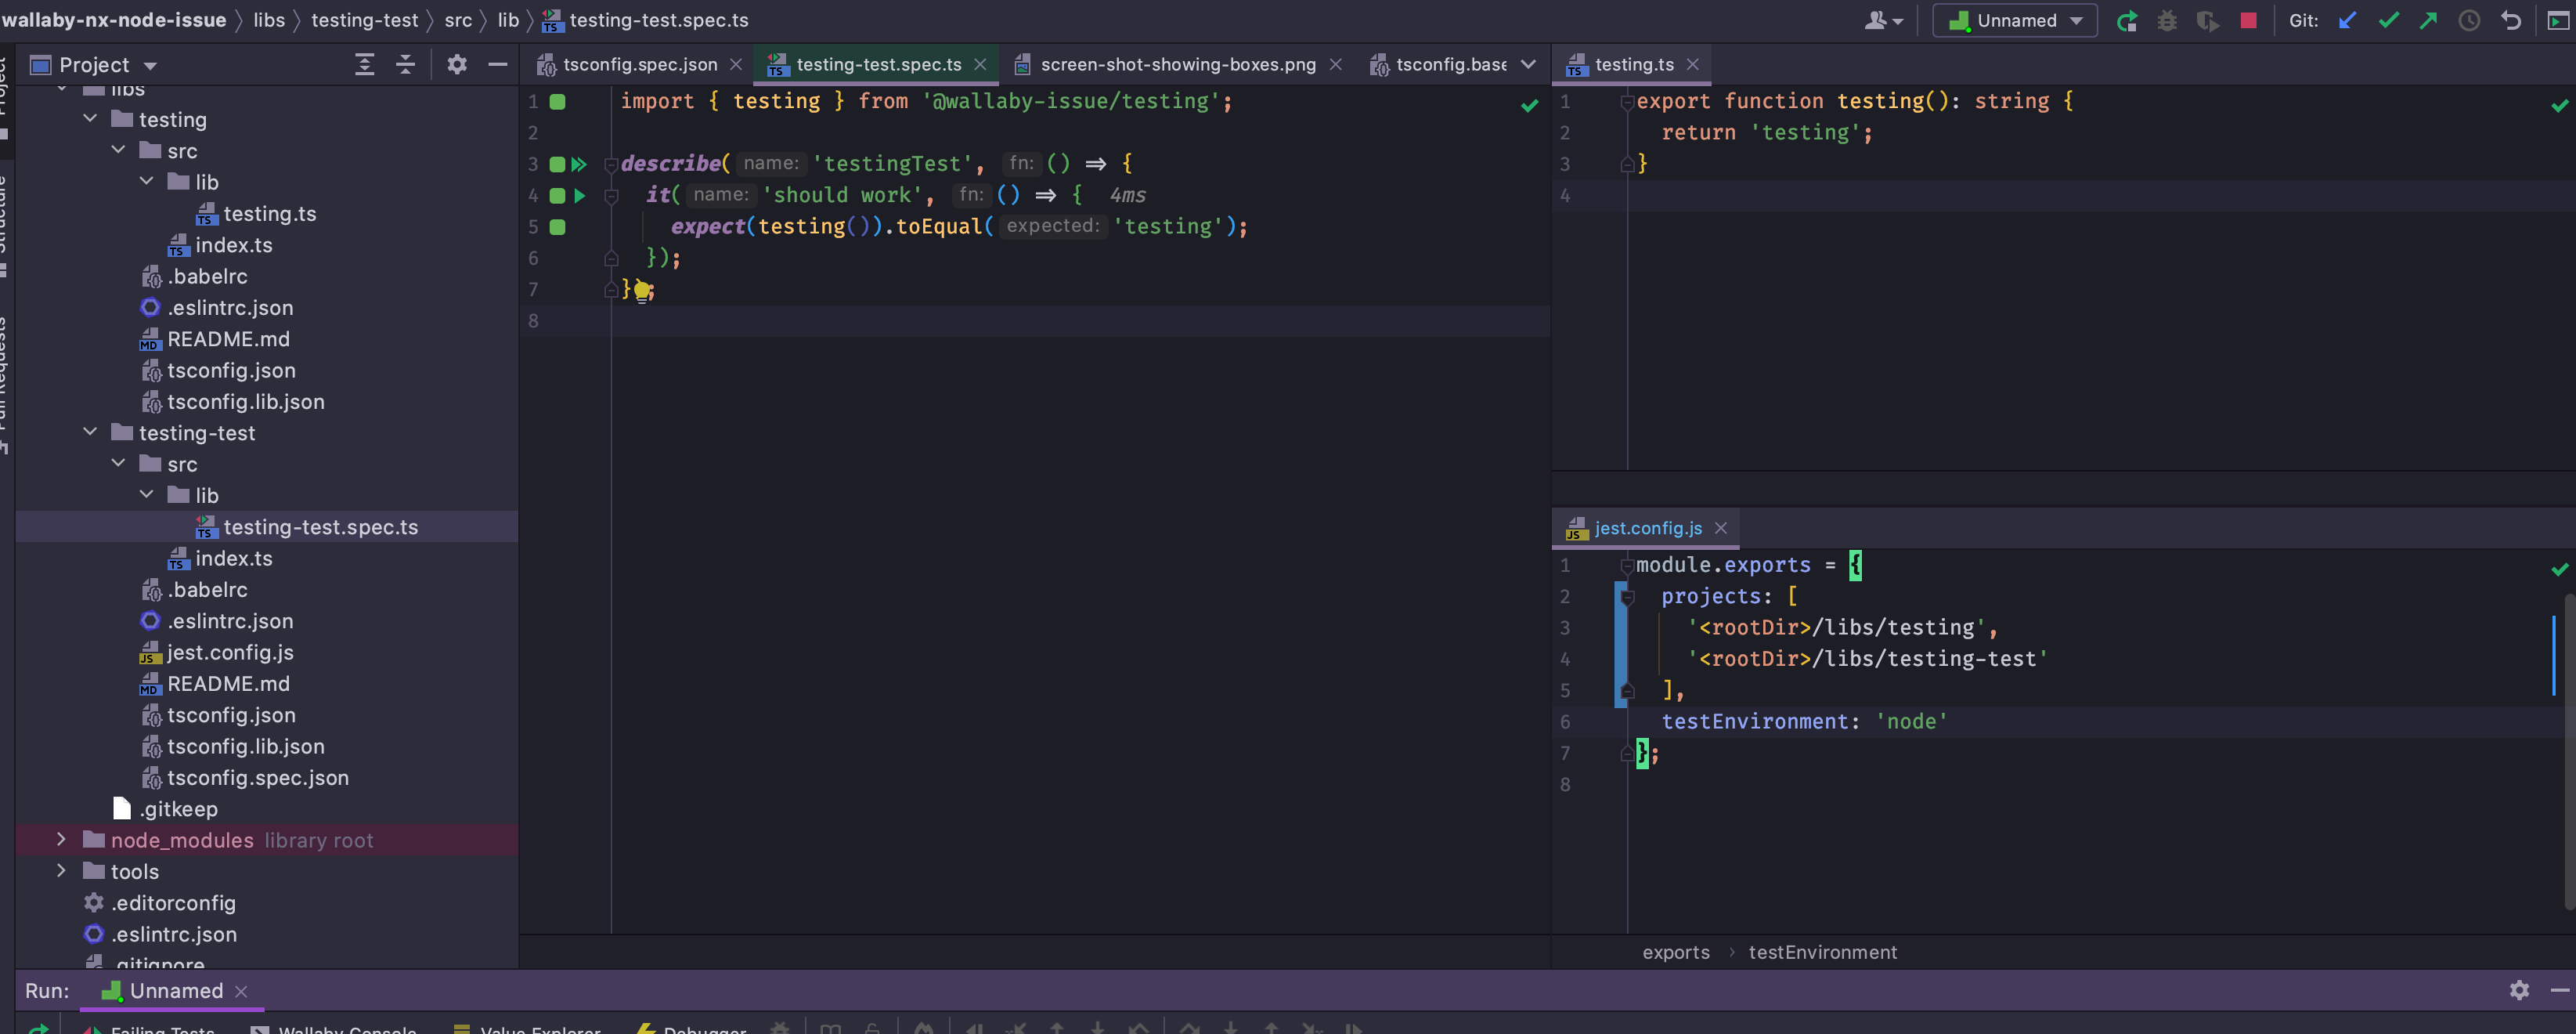 wallaby-nx-node-issue libs testing-test src lib testing-test.spec.ts
Unnamed
Git:
Project
Structure
Pull Requests
Project
libs
testing
src
lib
testing.ts
index.ts
.babelrc
.eslintrc.json
README.md
tsconfig.json
tsconfig.lib.json
testing-test
src
lib
testing-test.spec.ts
index.ts
.babelrc
.eslintrc.json
jest.config.js
README.md
tsconfig.json
tsconfig.lib.json
tsconfig.spec.json
.gitkeep
node_modules library root
tools
.editorconfig
.eslintrc.json
.gitignore
tsconfig.spec.json testing-test.spec.ts screen-shot-showing-boxes.png tsconfig.base
1 import { testing } from '@wallaby-issue/testing';
2
3 describe( name: 'testingTest', fn: () => {
4 it( name: 'should work', fn: () => { 4ms
5 expect(testing()).toEqual( expected: 'testing');
6 });
7 };
8
testing.ts
1 export function testing(): string {
2 return 'testing';
3 }
4
jest.config.js
1 module.exports = {
2 projects: [
3 '<rootDir>/libs/testing',
4 '<rootDir>/libs/testing-test'
5 ],
6 testEnvironment: 'node'
7 };
8
exports › testEnvironment
Run: Unnamed
Failing Tests Wallaby Console Value Explorer Debugger